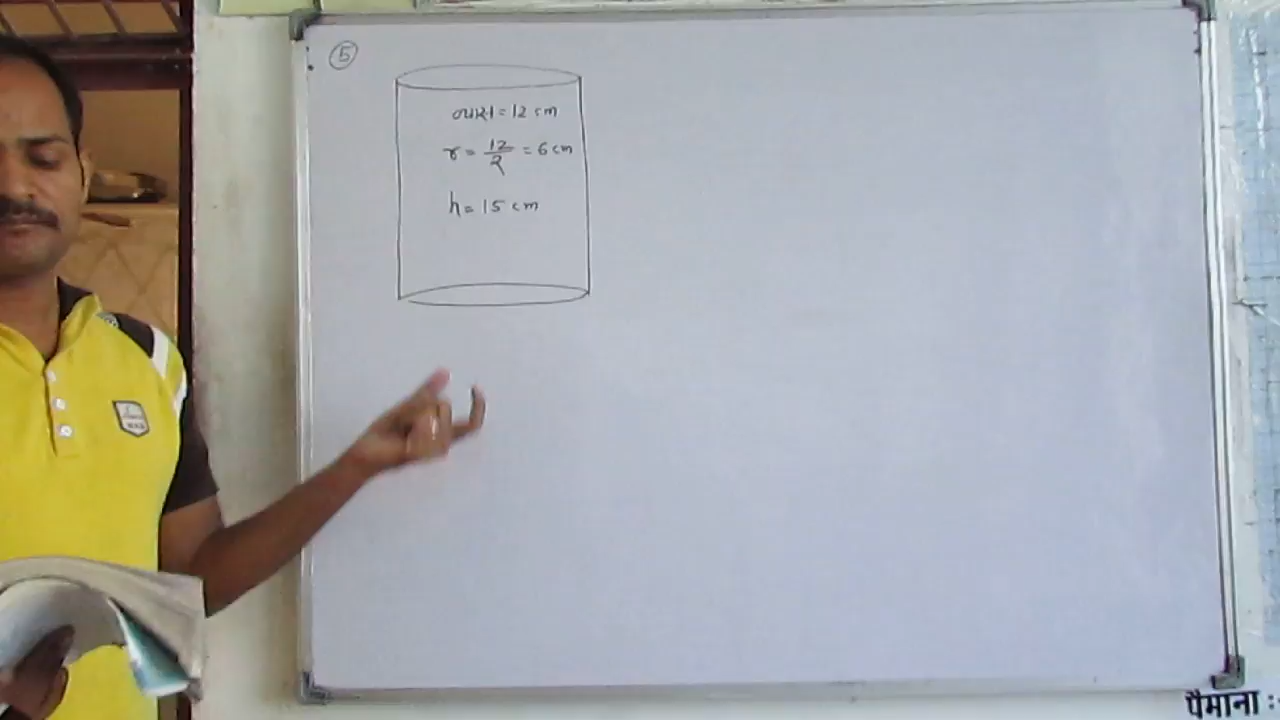 ⑤
व्यास = 12 cm
r = 12/2 = 6 cm
h = 15 cm
पैमाना :